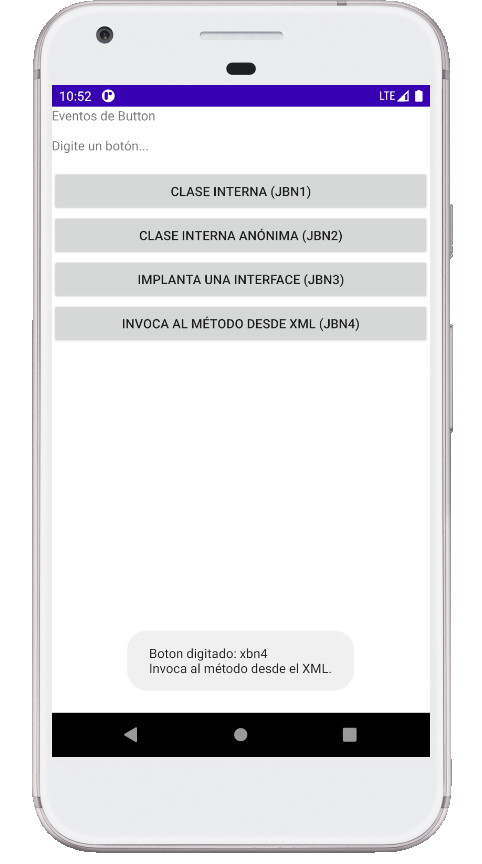 10:52
LTE
Eventos de Button
Digite un botón...
CLASE INTERNA (JBN1)
CLASE INTERNA ANÓNIMA (JBN2)
IMPLANTA UNA INTERFACE (JBN3)
INVOCA AL MÉTODO DESDE XML (JBN4)
Boton digitado: xbn4
Invoca al método desde el XML.